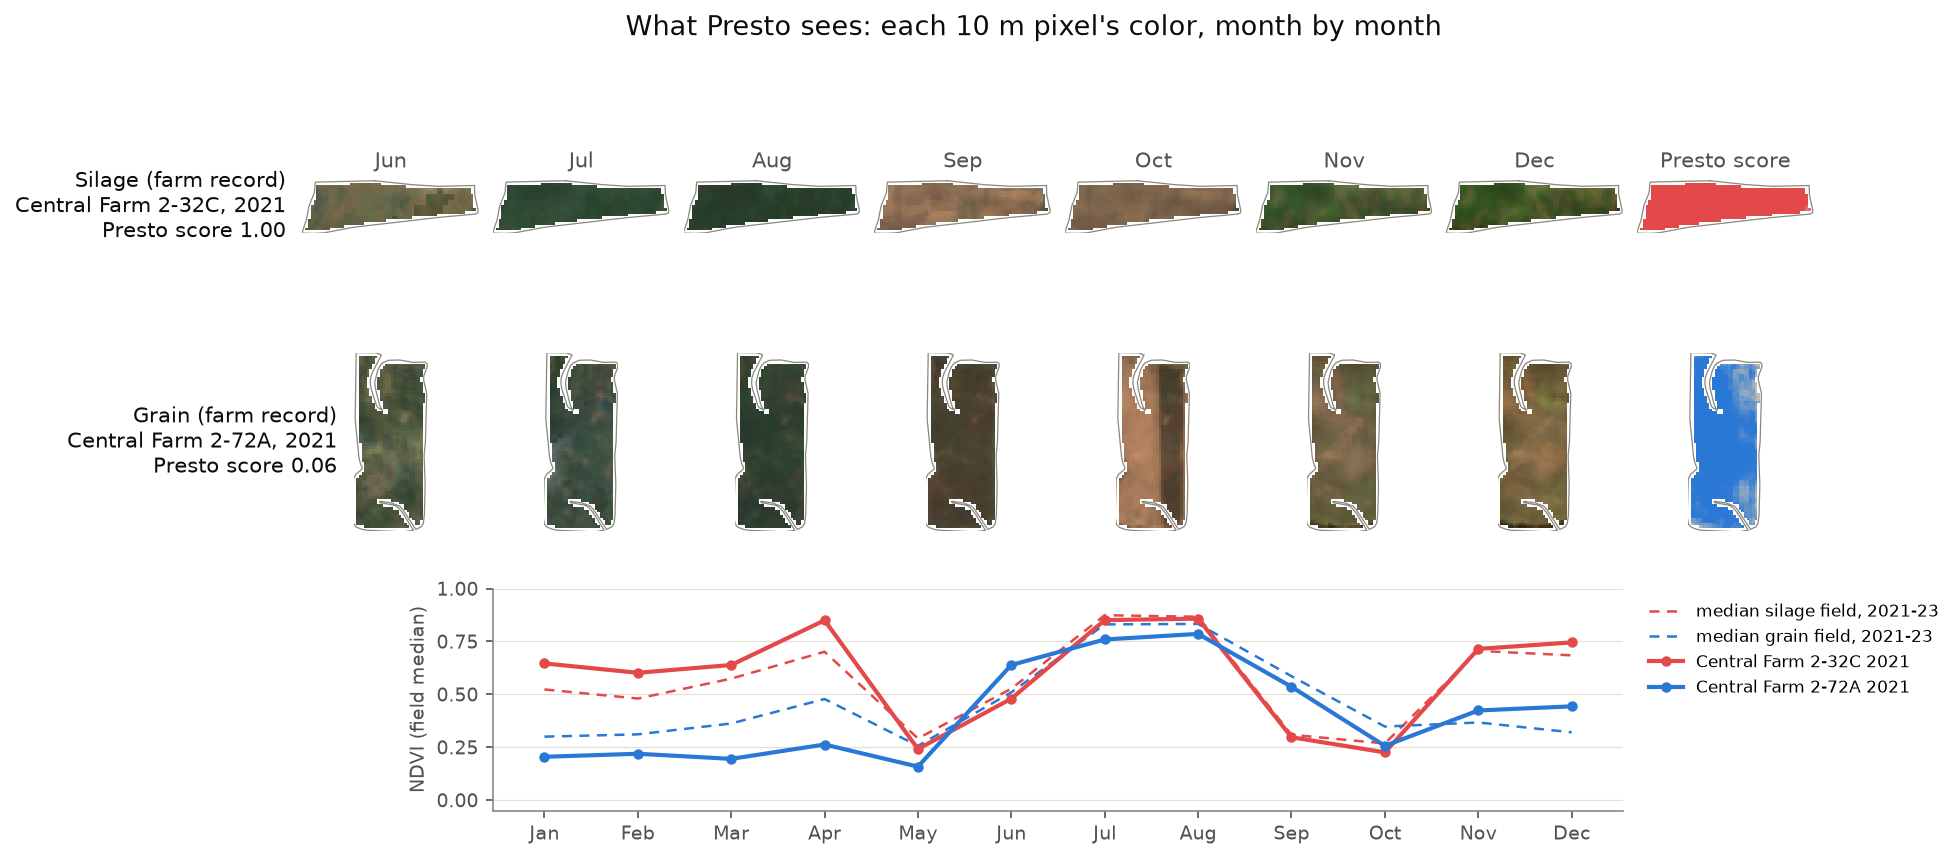 What Presto sees: each 10 m pixel's color, month by month
Jun
Jul
Aug
Sep
Oct
Nov
Dec
Presto score
Silage (farm record)
Central Farm 2-32C, 2021
Presto score 1.00
Grain (farm record)
Central Farm 2-72A, 2021
Presto score 0.06
NDVI (field median)
1.00
0.75
0.50
0.25
0.00
Jan
Feb
Mar
Apr
May
Jun
Jul
Aug
Sep
Oct
Nov
Dec
median silage field, 2021-23
median grain field, 2021-23
Central Farm 2-32C 2021
Central Farm 2-72A 2021